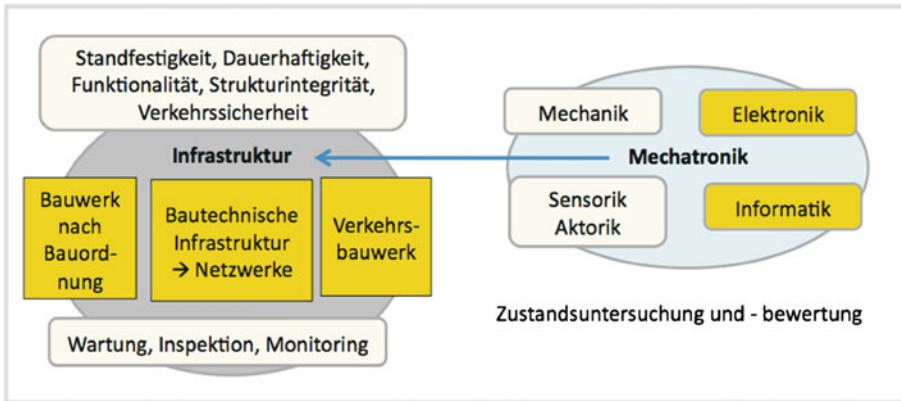 Standfestigkeit, Dauerhaftigkeit,
Funktionalität, Strukturintegrität,
Verkehrssicherheit
Infrastruktur
Bauwerk
nach
Bauord-
nung
Bautechnische
Infrastruktur
→ Netzwerke
Verkehrs-
bauwerk
Wartung, Inspektion, Monitoring
Mechanik
Elektronik
Mechatronik
Sensorik
Aktorik
Informatik
Zustandsuntersuchung und - bewertung